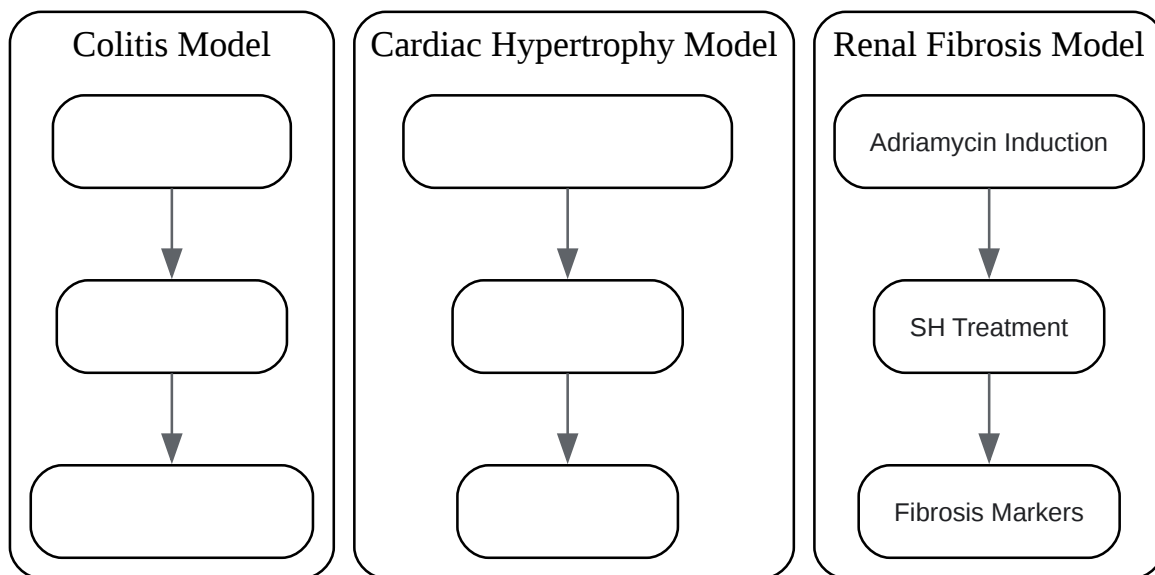 Colitis Model
Cardiac Hypertrophy Model
Renal Fibrosis Model
Adriamycin Induction
SH Treatment
Fibrosis Markers